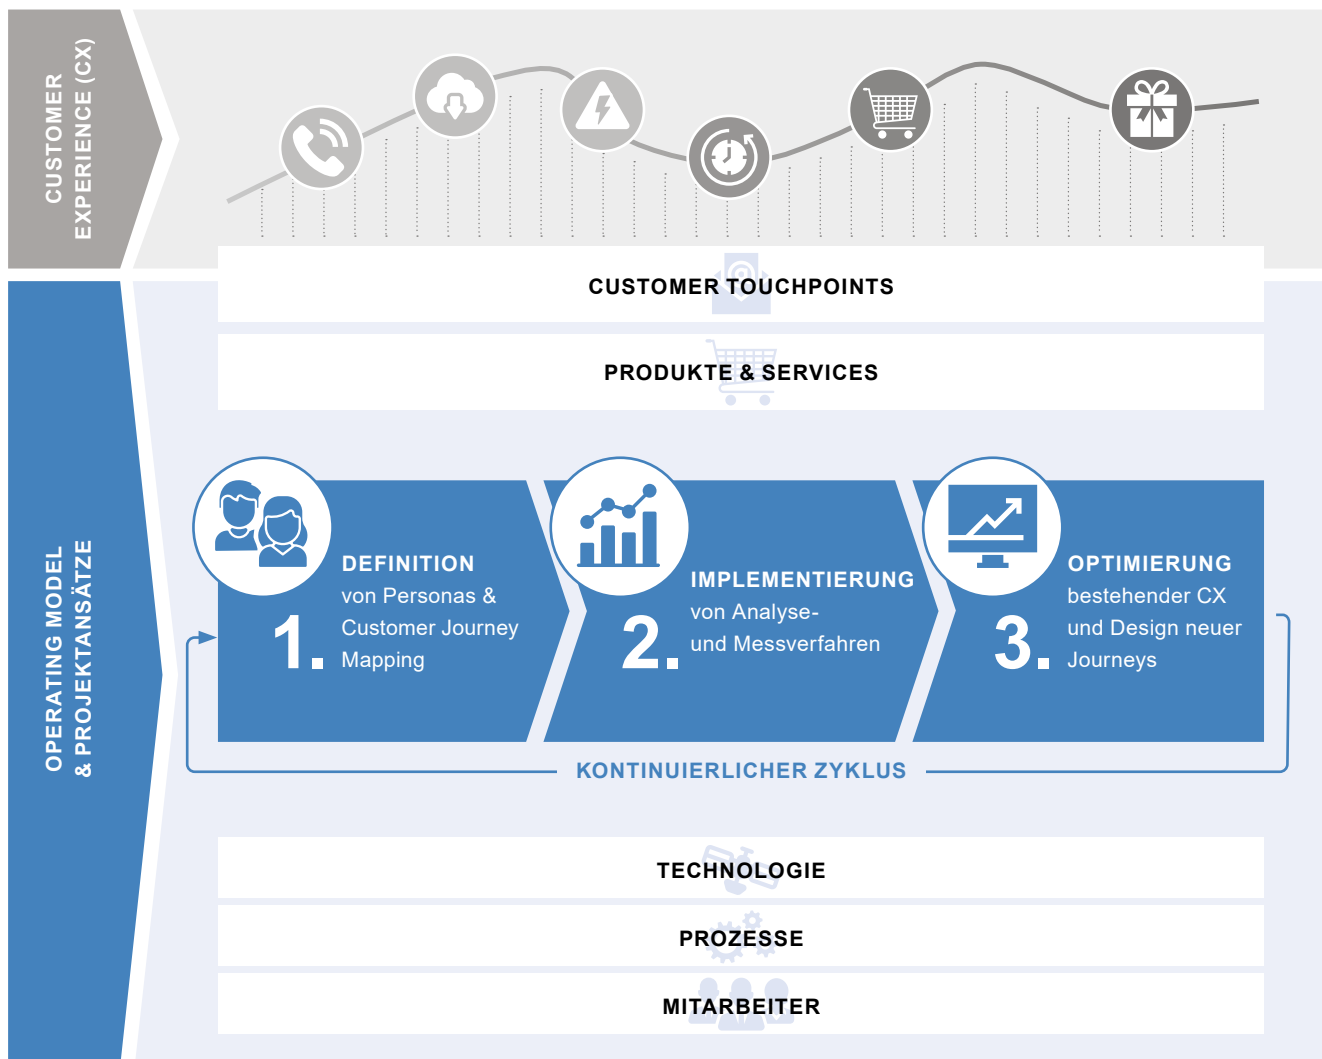 CUSTOMER
EXPERIENCE (CX)
CUSTOMER TOUCHPOINTS
PRODUKTE & SERVICES
OPERATING MODEL
& PROJEKTANSÄTZE
1.
DEFINITION
von Personas &
Customer Journey
Mapping
2.
IMPLEMENTIERUNG
von Analyse-
und Messverfahren
3.
OPTIMIERUNG
bestehender CX
und Design neuer
Journeys
KONTINUIERLICHER ZYKLUS
TECHNOLOGIE
PROZESSE
MITARBEITER